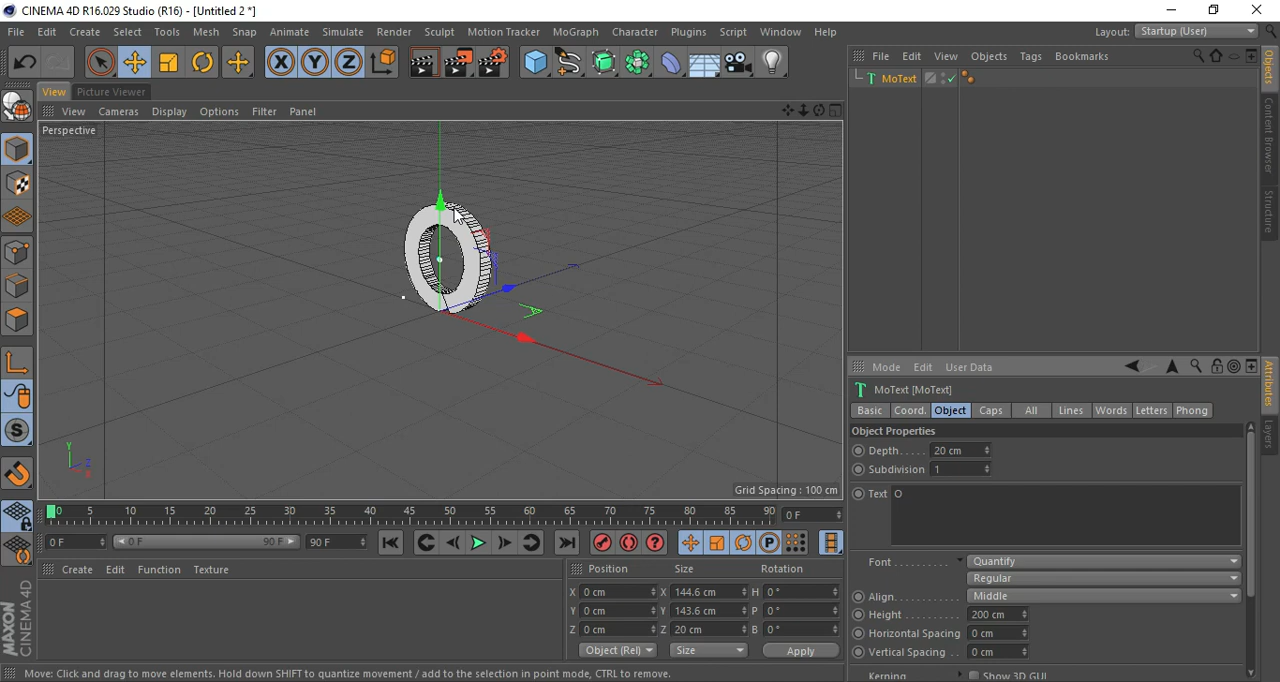 CINEMA 4D R16.029 Studio (R16) - [Untitled 2 *]
File Edit Create Select Tools Mesh Snap Animate Simulate Render Sculpt Motion Tracker MoGraph Character Plugins Script Window Help
Layout: Startup (User)
X Y Z
File Edit View Objects Tags Bookmarks
MoText
View Picture Viewer
View Cameras Display Options Filter Panel
Perspective
Y
Z
X
Grid Spacing : 100 cm
Objects
Content Browser
Structure
Mode Edit User Data
MoText [MoText]
Basic Coord. Object Caps All Lines Words Letters Phong
Object Properties
Depth..... 20 cm
Subdivision 1
Text O
Font Quantify
Regular
Align Middle
Height 200 cm
Horizontal Spacing 0 cm
Vertical Spacing .. 0 cm
Kerning Show 3D GUI
Attributes
Layers
0 5 10 15 20 25 30 35 40 45 50 55 60 65 70 75 80 85 90 0 F
0 F 0 F 90 F 90 F
P
Create Edit Function Texture
Position Size Rotation
X 0 cm X 144.6 cm H 0 °
Y 0 cm Y 143.6 cm P 0 °
Z 0 cm Z 20 cm B 0 °
Object (Rel) Size Apply
MAXON
CINEMA 4D
Move: Click and drag to move elements. Hold down SHIFT to quantize movement / add to the selection in point mode, CTRL to remove.